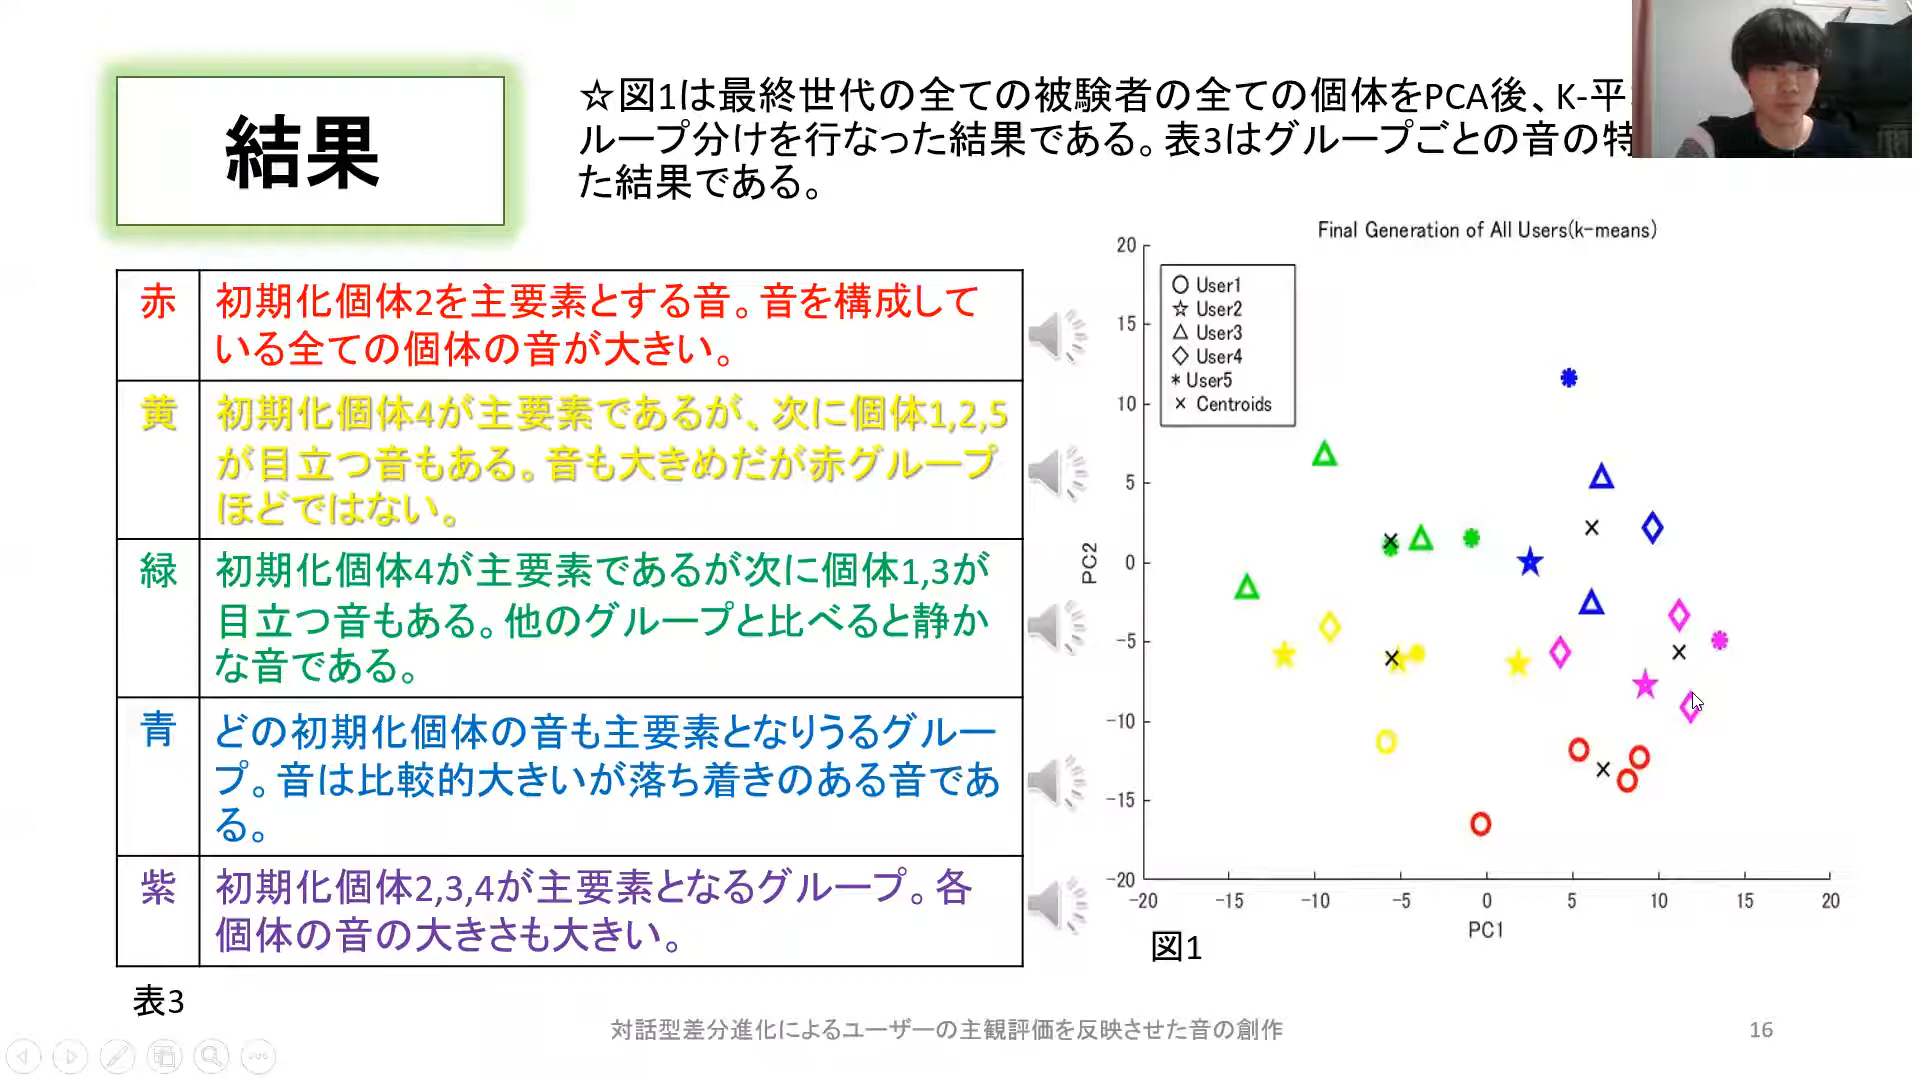 結果
☆図1は最終世代の全ての被験者の全ての個体をPCA後、K-平
ループ分けを行なった結果である。表3はグループごとの音の特
た結果である。
赤
初期化個体2を主要素とする音。音を構成して
いる全ての個体の音が大きい。
黄
初期化個体4が主要素であるが、次に個体1,2,5
が目立つ音もある。音も大きめだが赤グループ
ほどではない。
緑
初期化個体4が主要素であるが次に個体1,3が
目立つ音もある。他のグループと比べると静か
な音である。
青
どの初期化個体の音も主要素となりうるグルー
プ。音は比較的大きいが落ち着きのある音であ
る。
紫
初期化個体2,3,4が主要素となるグループ。各
個体の音の大きさも大きい。
表3
Final Generation of All Users(k-means)
User1
User2
User3
User4
User5
Centroids
20
15
10
5
0
-5
-10
-15
-20
PC2
-20 -15 -10 -5 0 5 10 15 20
PC1
図1
対話型差分進化によるユーザーの主観評価を反映させた音の創作
16